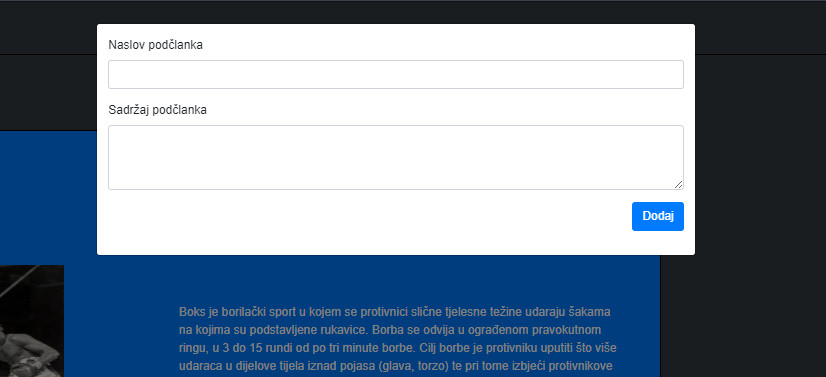 Naslov podčlanka
Sadržaj podčlanka
Dodaj
Boks je borilački sport u kojem se protivnici slične tjelesne težine udaraju šakama
na kojima su podstavljene rukavice. Borba se odvija u ograđenom pravokutnom
ringu, u 3 do 15 rundi od po tri minute borbe. Cilj borbe je protivniku uputiti što više
udaraca u dijelove tijela iznad pojasa (glava, torzo) te pri tome izbjeći protivnikove